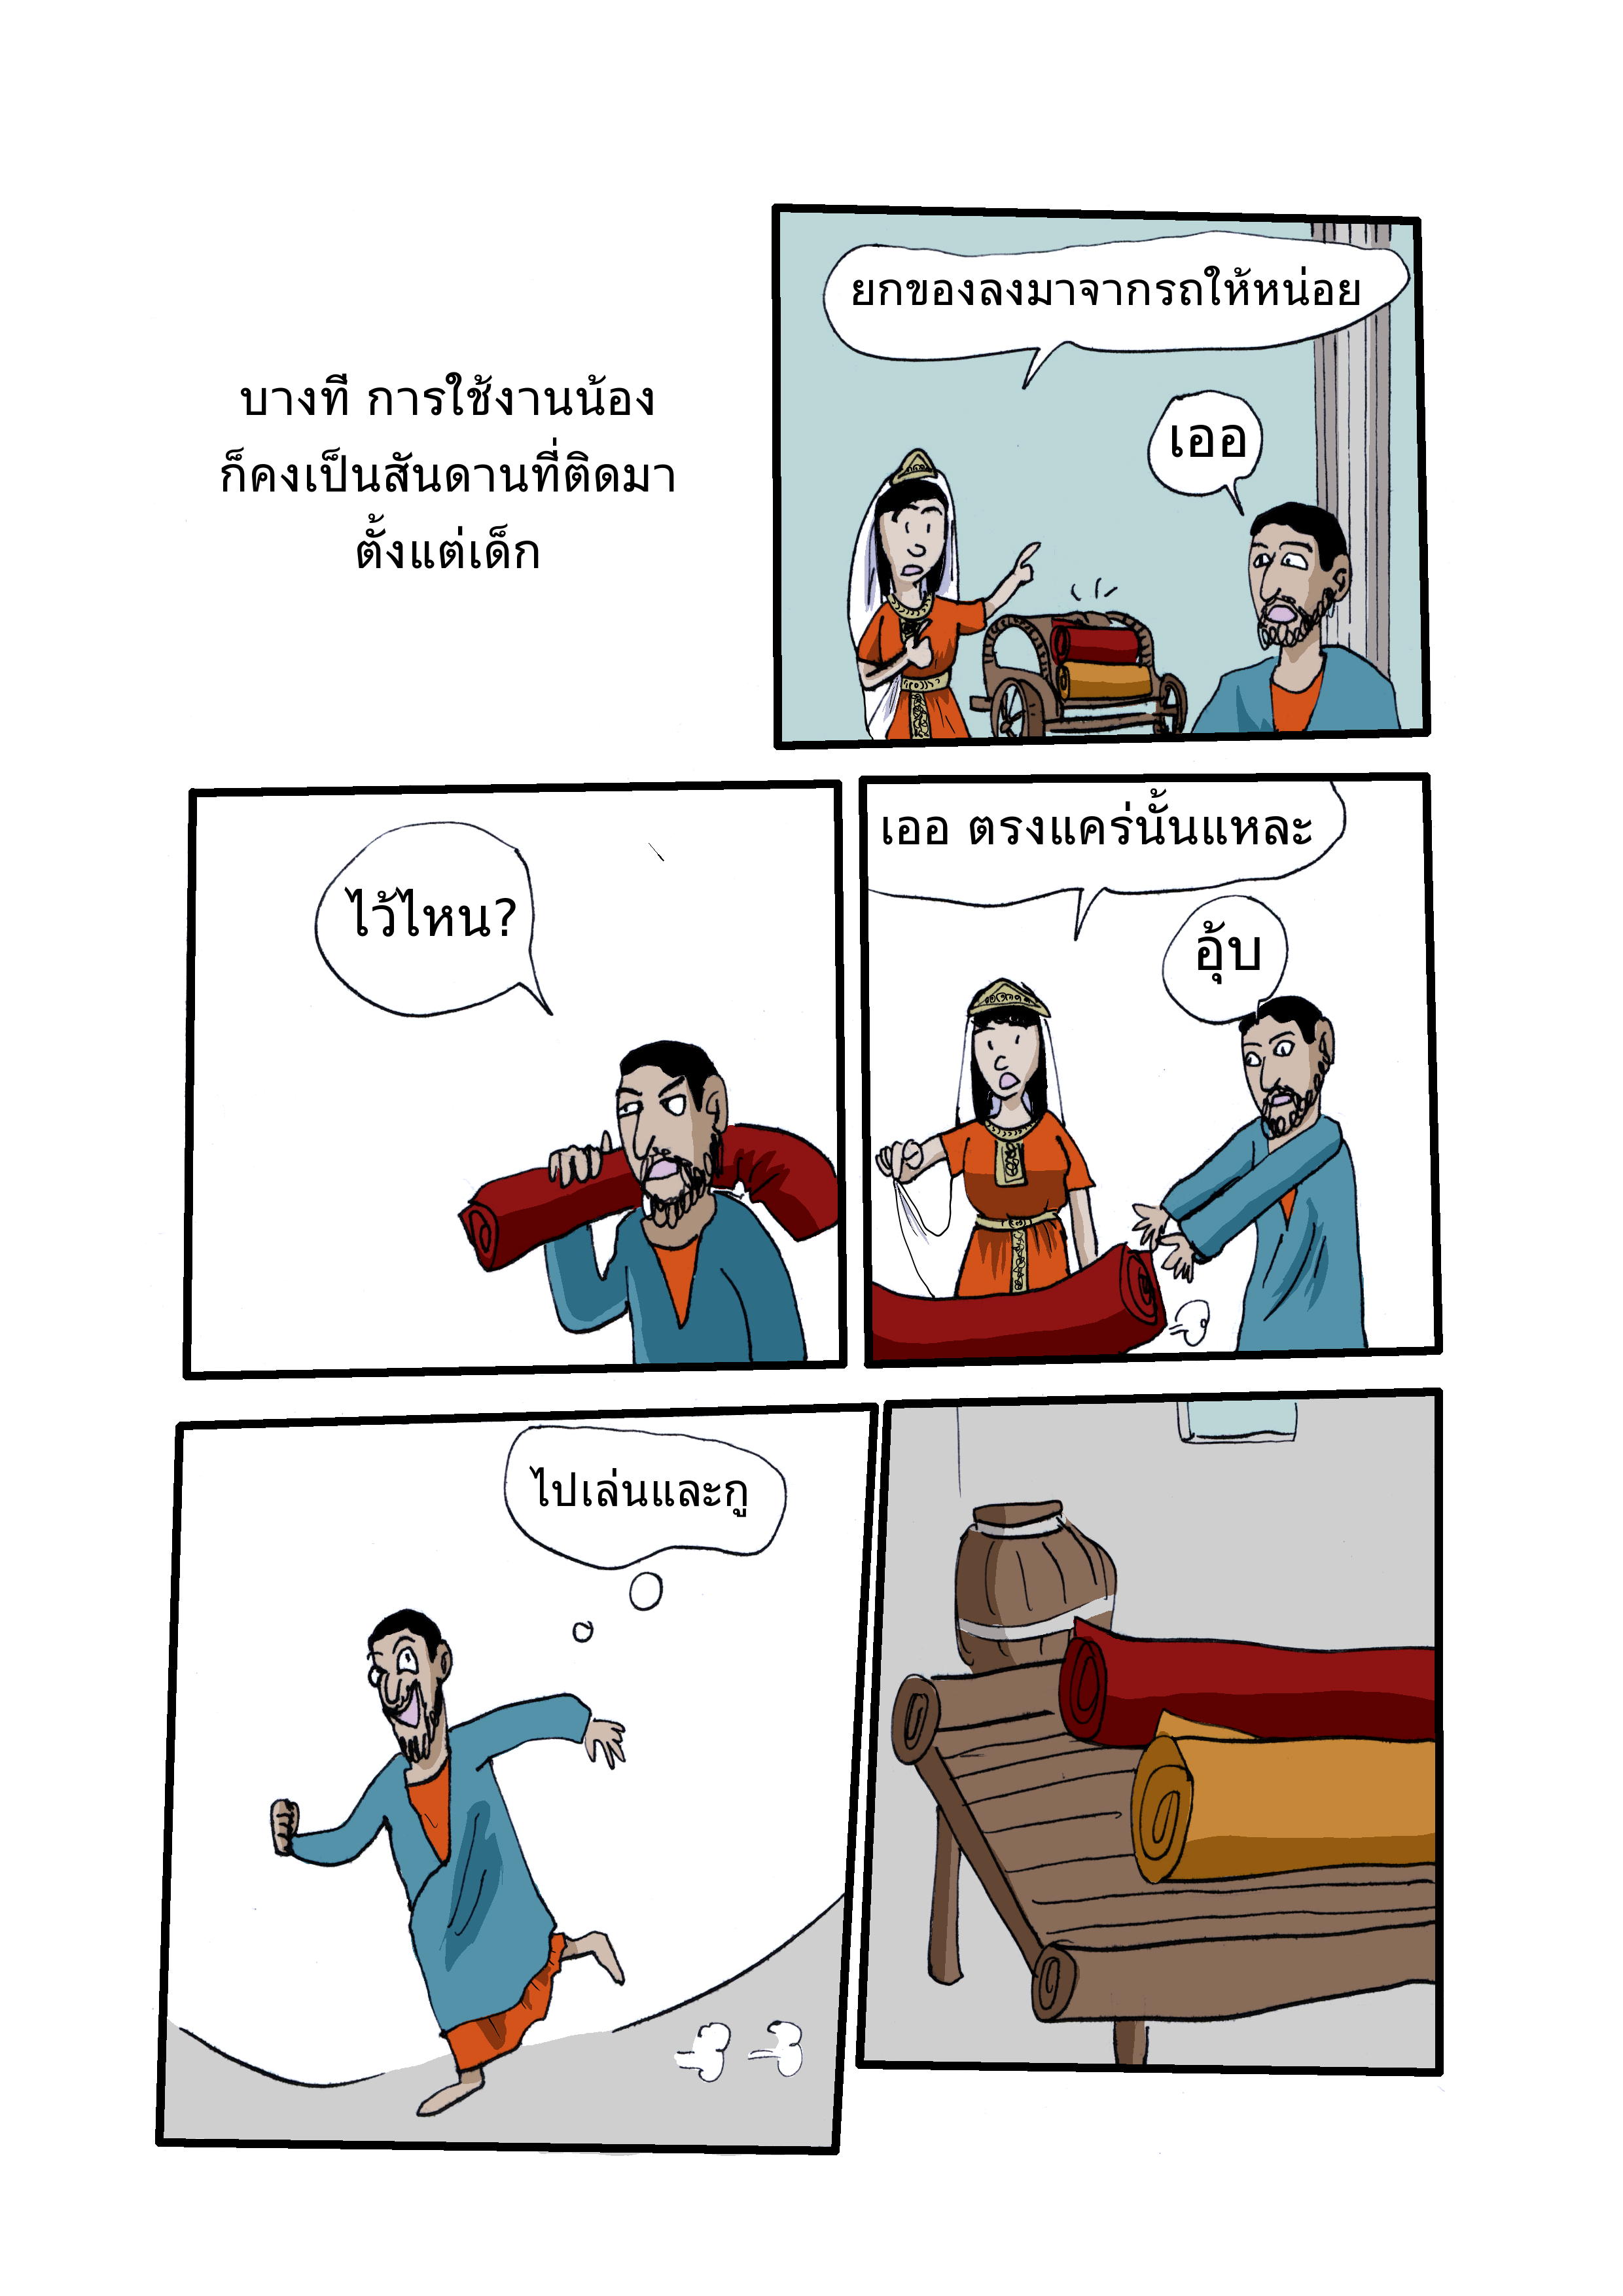 บางที การใช้งานน้อง
ก็คงเป็นสันดานที่ติดมา
ตั้งแต่เด็ก
ยกของลงมาจากรถให้หน่อย
เออ
ไว้ไหน?
เออ ตรงแคร่นั้นแหละ
อุ้บ
ไปเล่นและกู